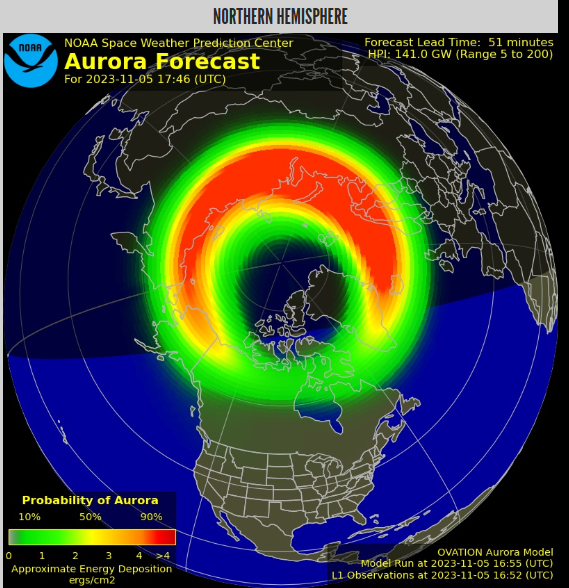 NORTHERN HEMISPHERE
NOAA
NOAA Space Weather Prediction Center
Aurora Forecast
For 2023-11-05 17:46 (UTC)
Forecast Lead Time: 51 minutes
HPI: 141.0 GW (Range 5 to 200)
Probability of Aurora
10% 50% 90%
0 1 2 3 4 >4
Approximate Energy Deposition
ergs/cm2
OVATION Aurora Model
Model Run at 2023-11-05 16:55 (UTC)
L1 Observations at 2023-11-05 16:52 (UTC)